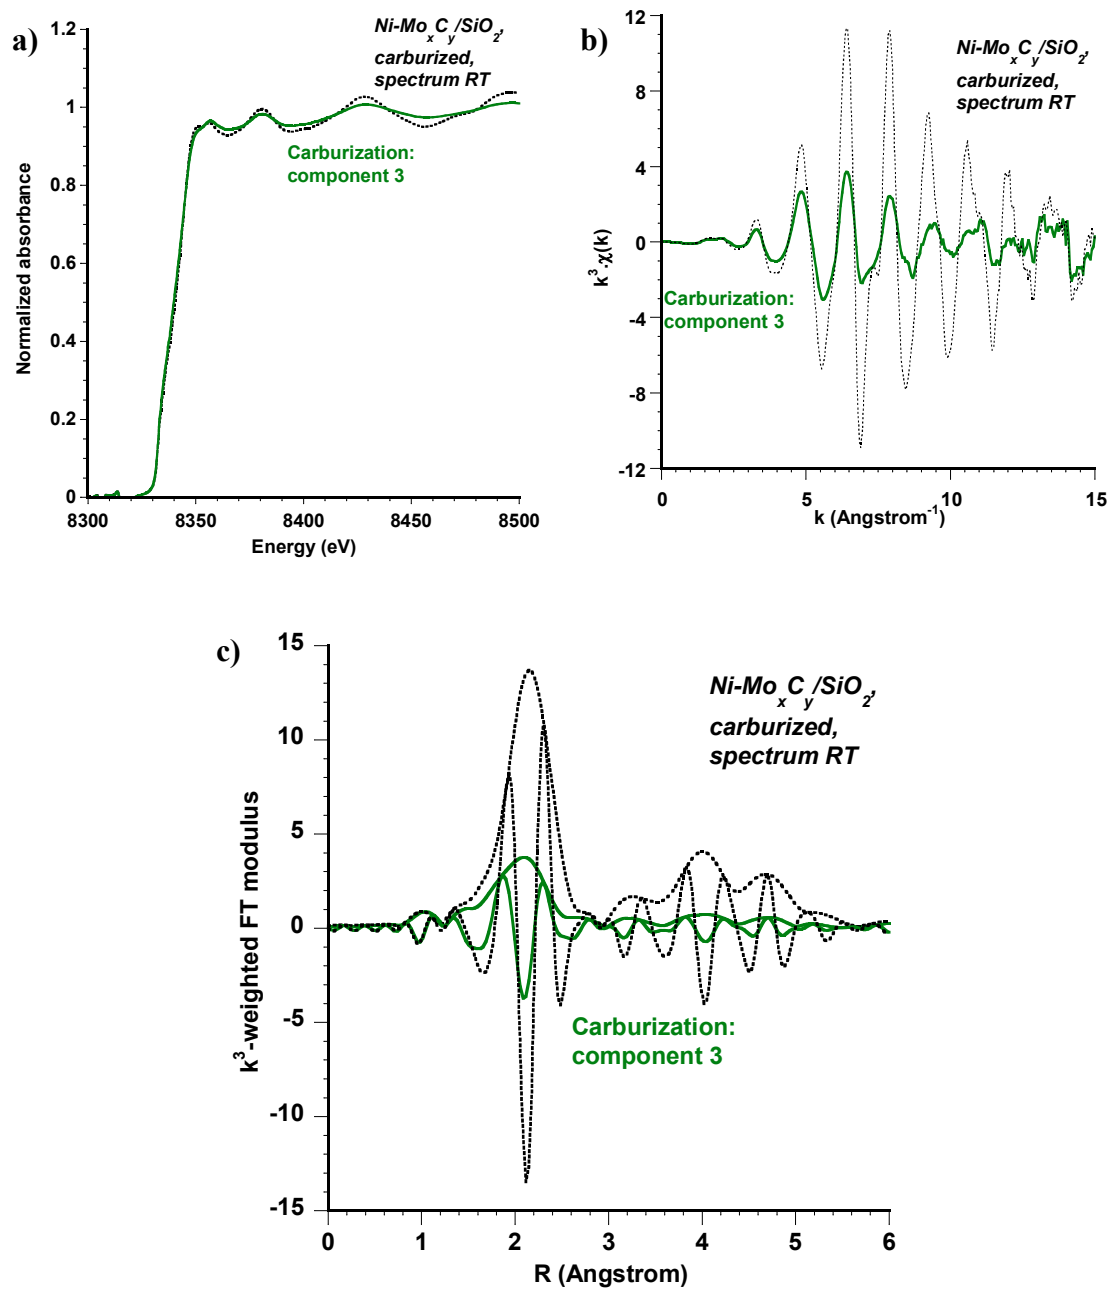 a)
Ni-MoxCy/SiO2,
carburized,
spectrum RT
1.2
1
0.8
0.6
0.4
0.2
0
Normalized absorbance
Carburization:
component 3
8300 8350 8400 8450 8500
Energy (eV)
b)
Ni-MoxCy/SiO2,
carburized,
spectrum RT
12
8
4
0
-4
-8
-12
k3·χ(k)
Carburization:
component 3
0 5 10 15
k (Angstrom-1)
c)
Ni-MoxCy/SiO2,
carburized,
spectrum RT
15
10
5
0
-5
-10
-15
k3-weighted FT modulus
Carburization:
component 3
0 1 2 3 4 5 6
R (Angstrom)